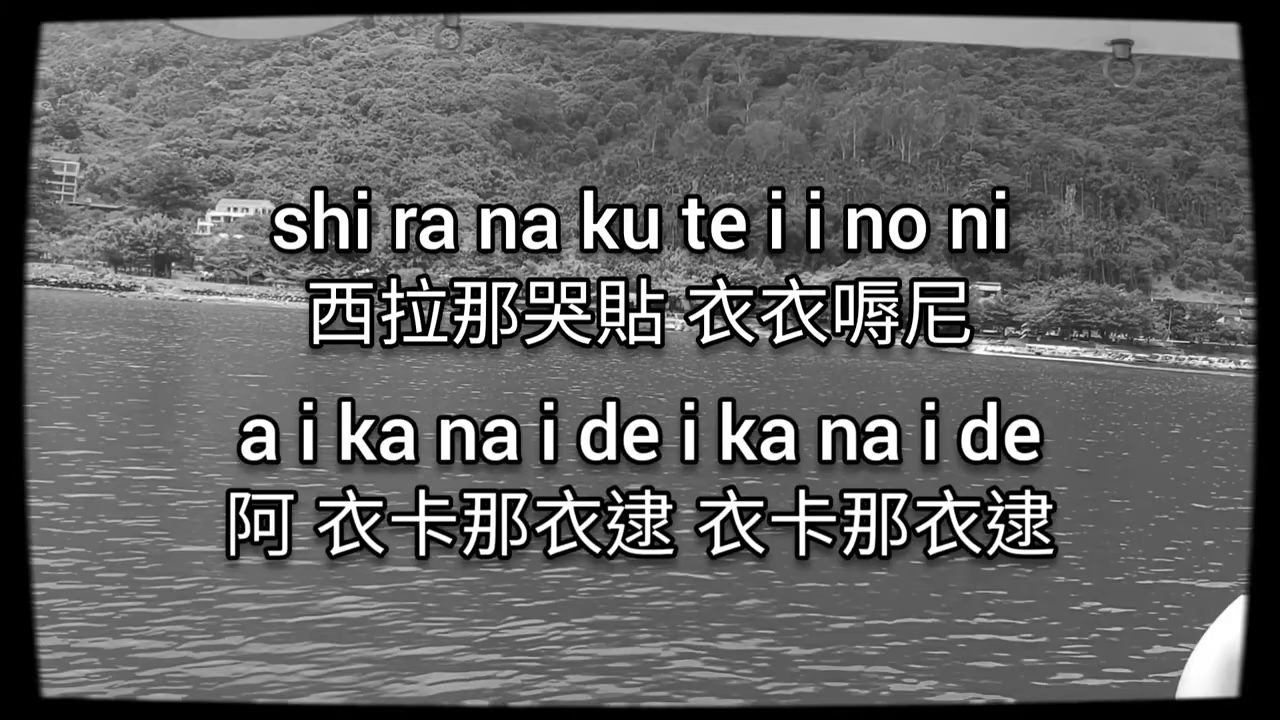 shi ra na ku te i i no ni
西拉那哭貼 衣衣嗕尼
a i ka na i de i ka na i de
阿 衣卡那衣逮 衣卡那衣逮